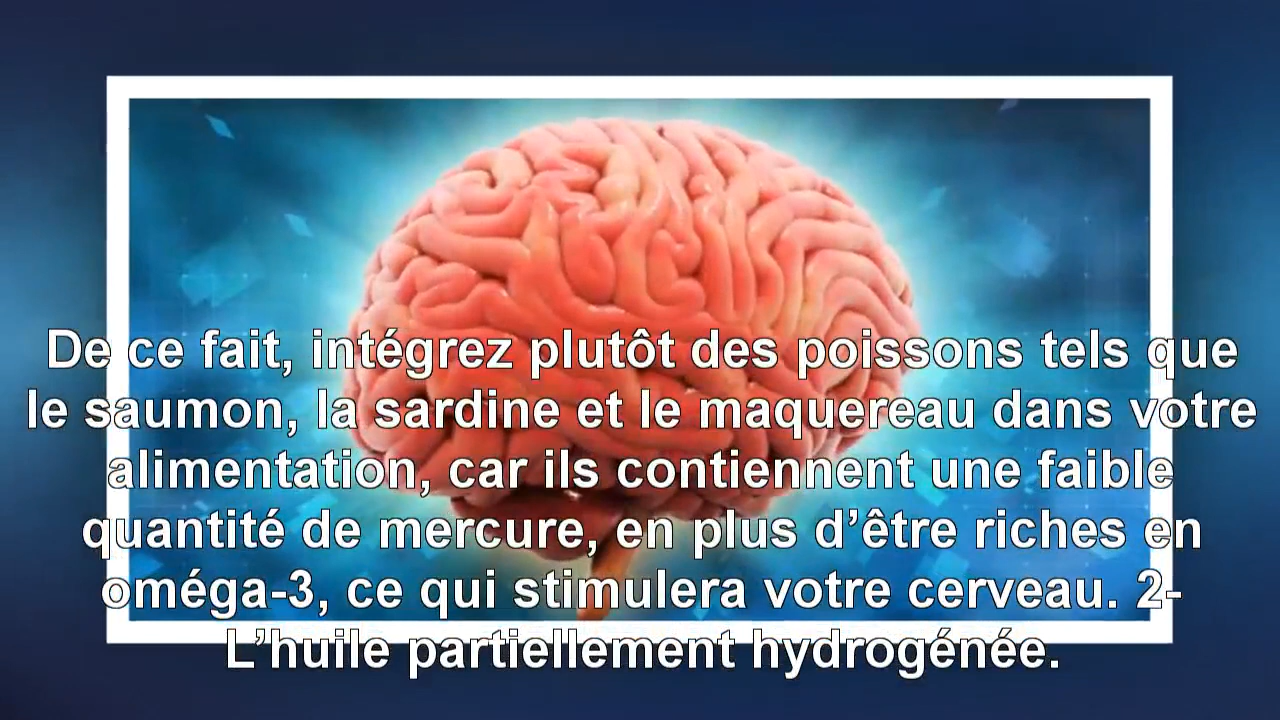 De ce fait, intégrez plutôt des poissons tels que
le saumon, la sardine et le maquereau dans votre
alimentation, car ils contiennent une faible
quantité de mercure, en plus d’être riches en
oméga-3, ce qui stimulera votre cerveau. 2-
L’huile partiellement hydrogénée.